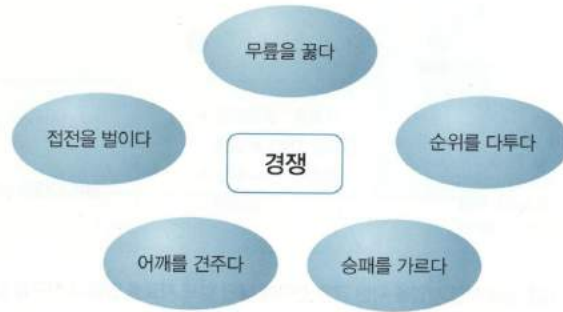 무릎을 꿇다
접전을 벌이다
순위를 다투다
경쟁
어깨를 견주다
승패를 가르다